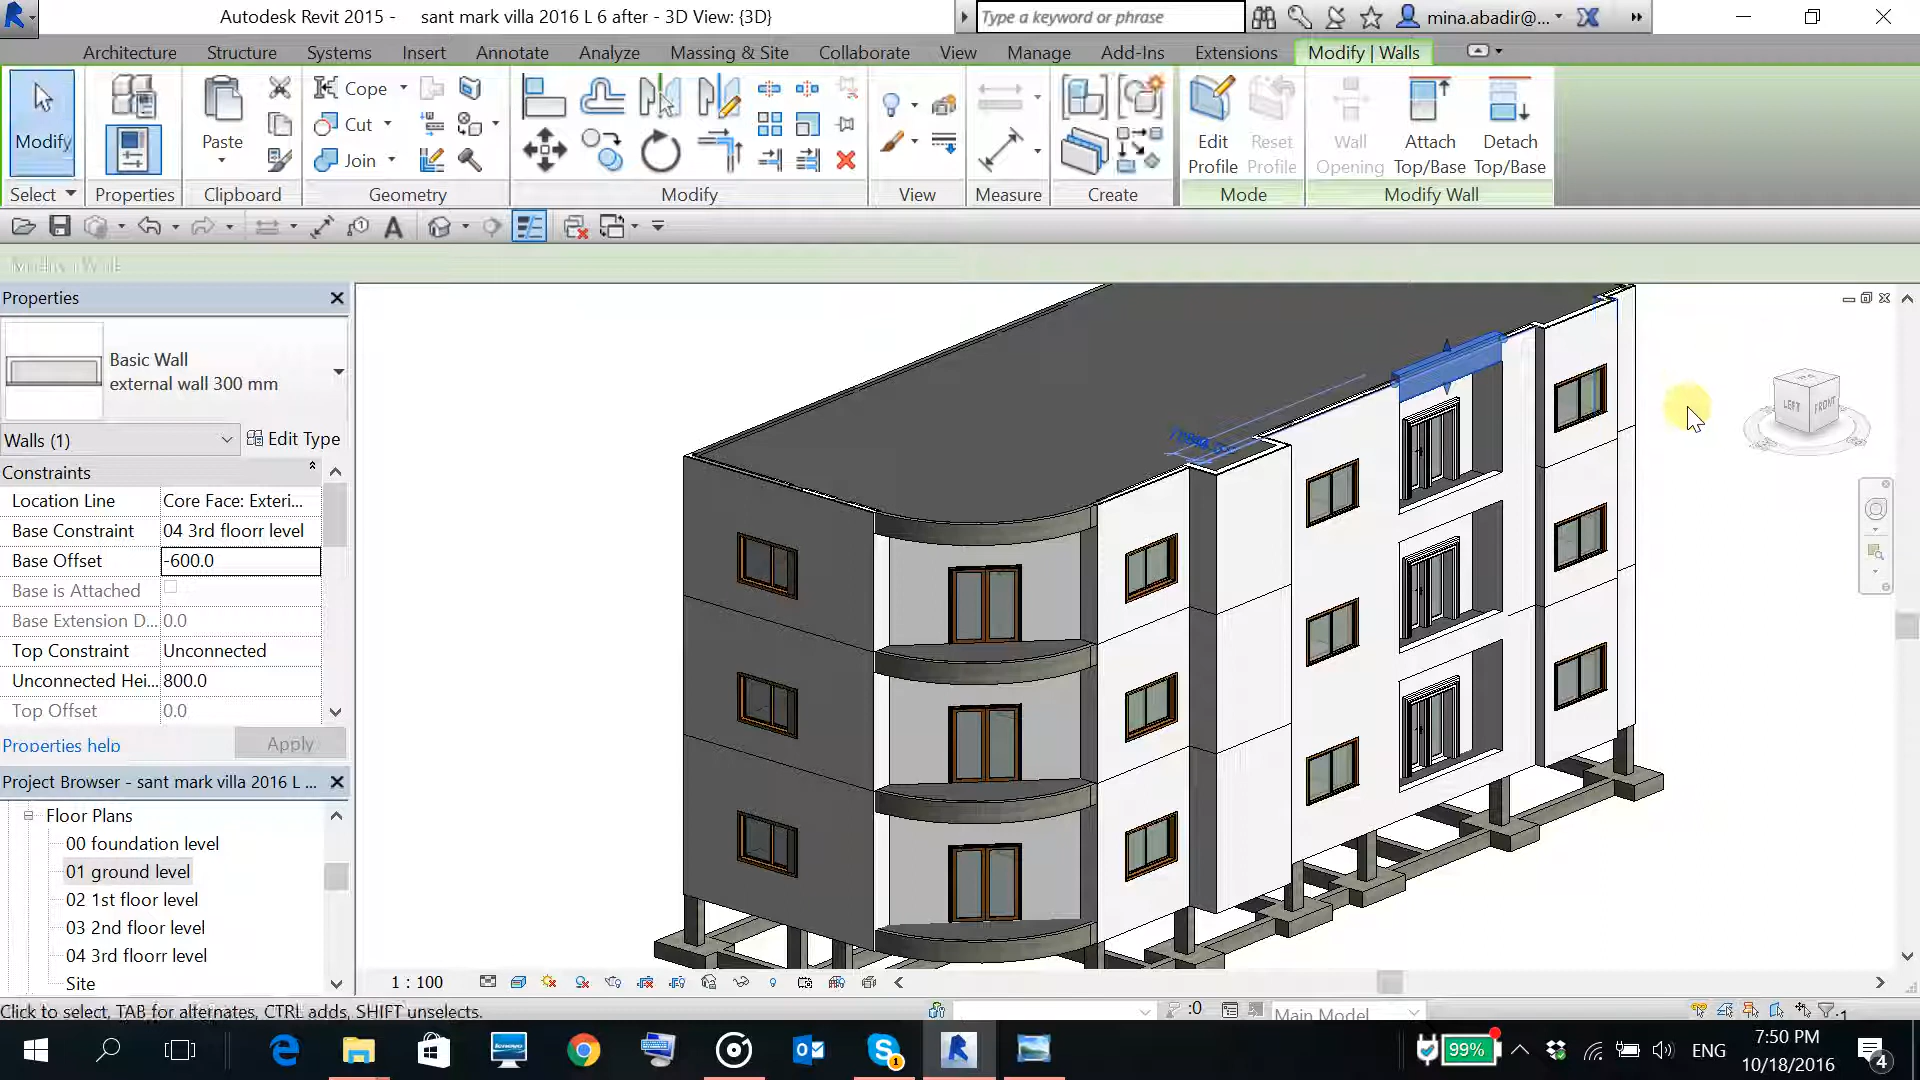 Autodesk Revit 2015 - sant mark villa 2016 L 6 after - 3D View: {3D}
Type a keyword or phrase
mina.abadir@...
Architecture Structure Systems Insert Annotate Analyze Massing & Site Collaborate View Manage Add-Ins Extensions Modify | Walls
Modify
Paste
Cope
Cut
Join
Edit Profile
Reset Profile
Wall Opening
Attach Top/Base
Detach Top/Base
Select Properties Clipboard Geometry Modify View Measure Create Mode Modify Wall
Properties
Basic Wall
external wall 300 mm
Walls (1) Edit Type
Constraints
Location Line Core Face: Exteri...
Base Constraint 04 3rd floorr level
Base Offset -600.0
Base is Attached
Base Extension D... 0.0
Top Constraint Unconnected
Unconnected Hei... 800.0
Top Offset 0.0
Properties help Apply
Project Browser - sant mark villa 2016 L ...
Floor Plans
00 foundation level
01 ground level
02 1st floor level
03 2nd floor level
04 3rd floorr level
Site
LEFT FRONT
1 : 100
Click to select, TAB for alternates, CTRL adds, SHIFT unselects.
:0
Main Model
:1
99%
ENG
7:50 PM
10/18/2016
4
1